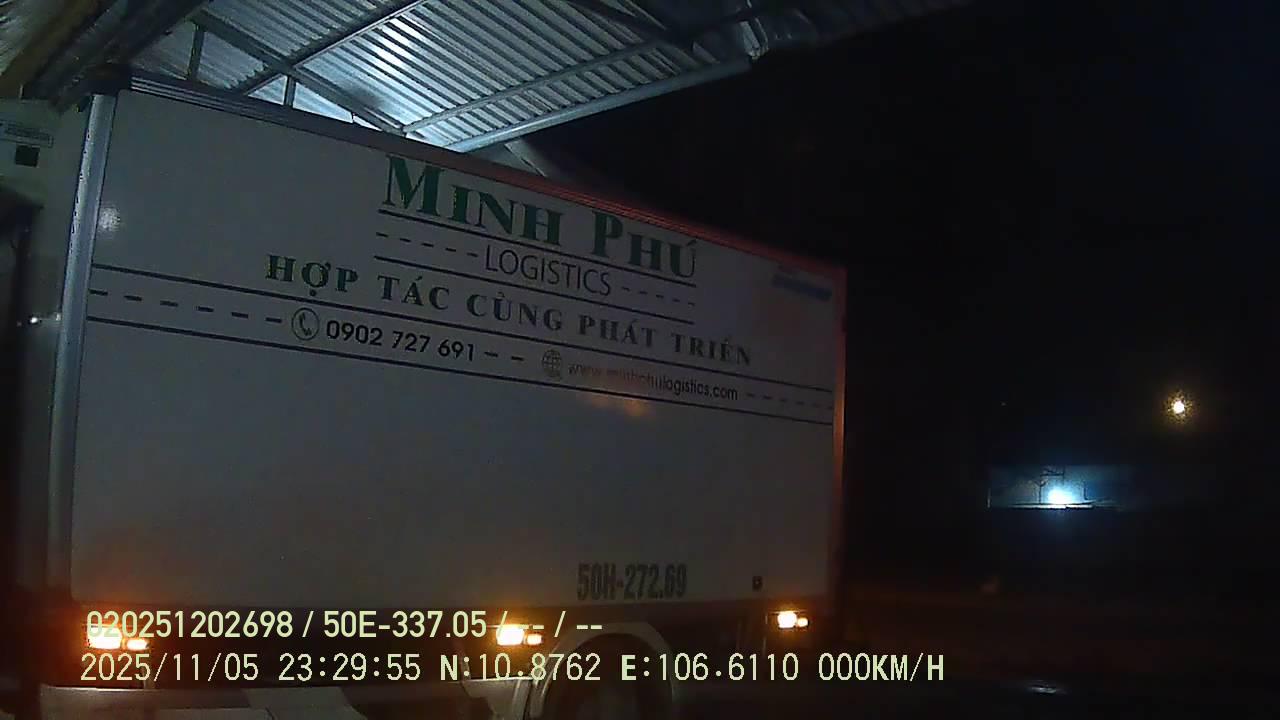 MINH PHÚ
LOGISTICS
HỢP TÁC CÙNG PHÁT TRIỂN
0902 727 691
www.minhphulogistics.com
50H-272.69
020251202698 / 50E-337.05 / -- / --
2025/11/05 23:29:55 N:10.8762 E:106.6110 000KM/H